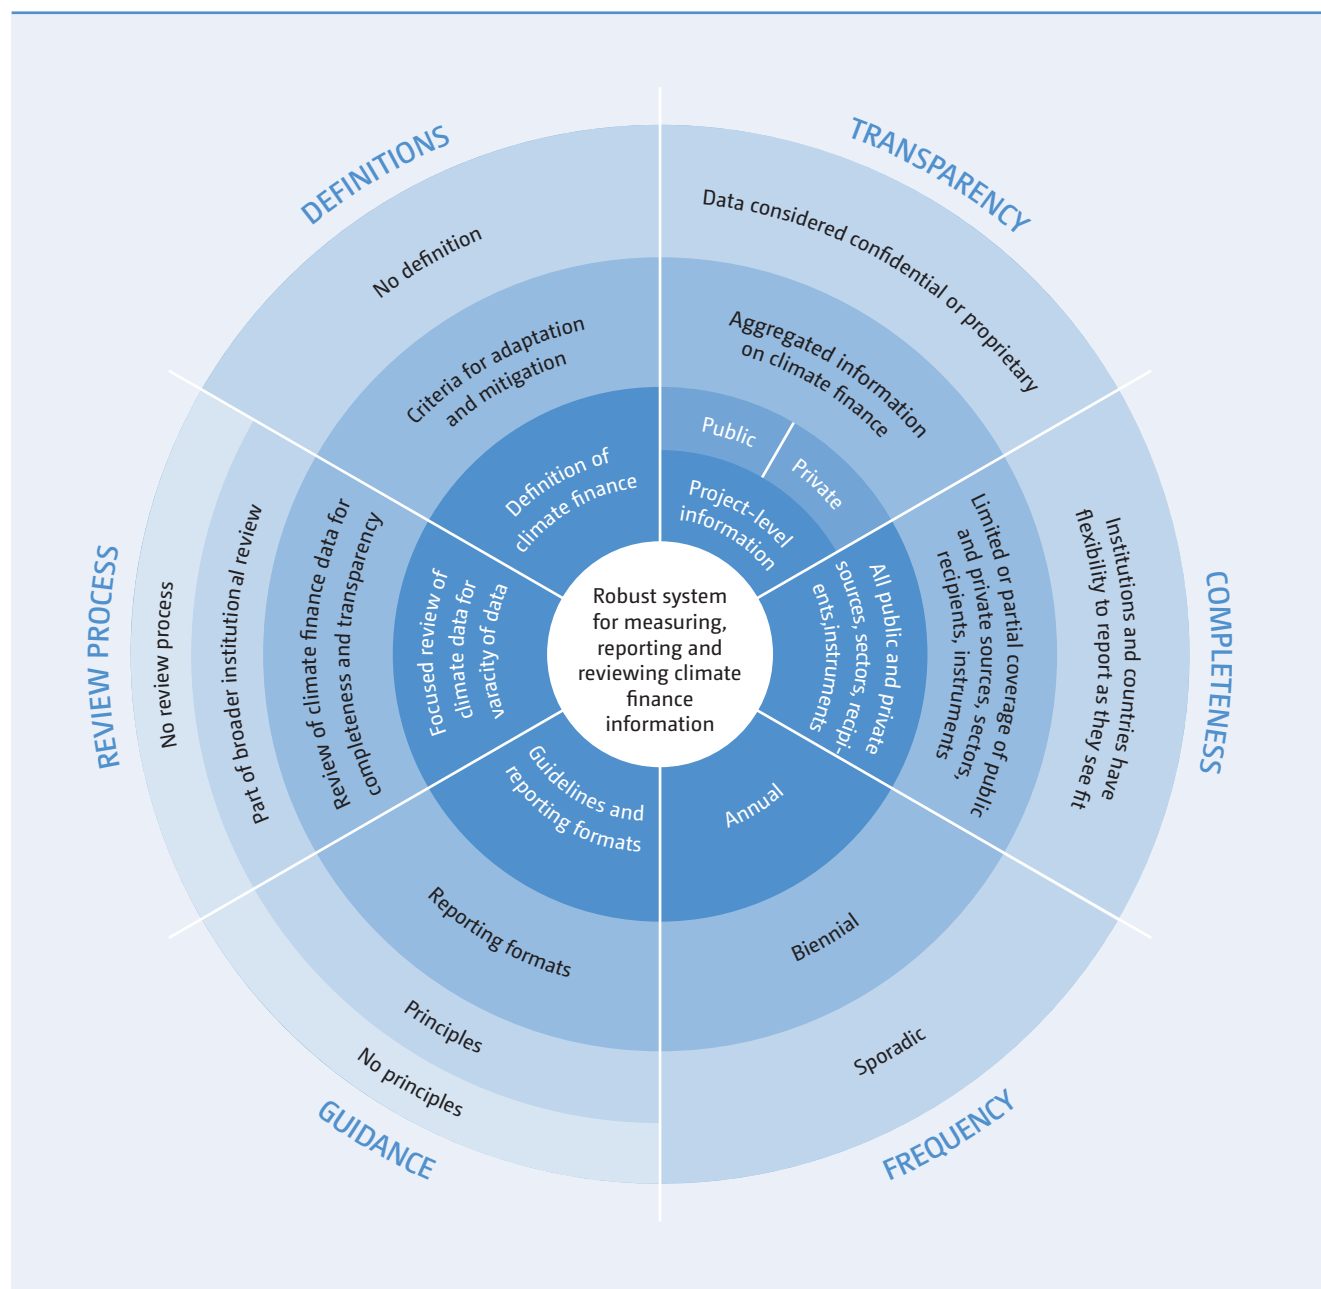 DEFINITIONS
No definition
Criteria for adaptation
and mitigation
Definition of
climate finance
TRANSPARENCY
Data considered confidential or proprietary
Aggregated information
on climate finance
Public
Private
Project-level
information
COMPLETENESS
Institutions and countries have
flexibility to report as they see fit
Limited or partial coverage of public
and private sources, sectors,
recipients, instruments
All public and private
sources, sectors, recipi-
ents,instruments
FREQUENCY
Sporadic
Biennial
Annual
GUIDANCE
No principles
Principles
Reporting formats
Guidelines and
reporting formats
REVIEW PROCESS
No review process
Part of broader institutional review
Review of climate finance data for
completeness and transparency
Focused review of
climate data for
varacity of data
Robust system
for measuring,
reporting and
reviewing climate
finance
information